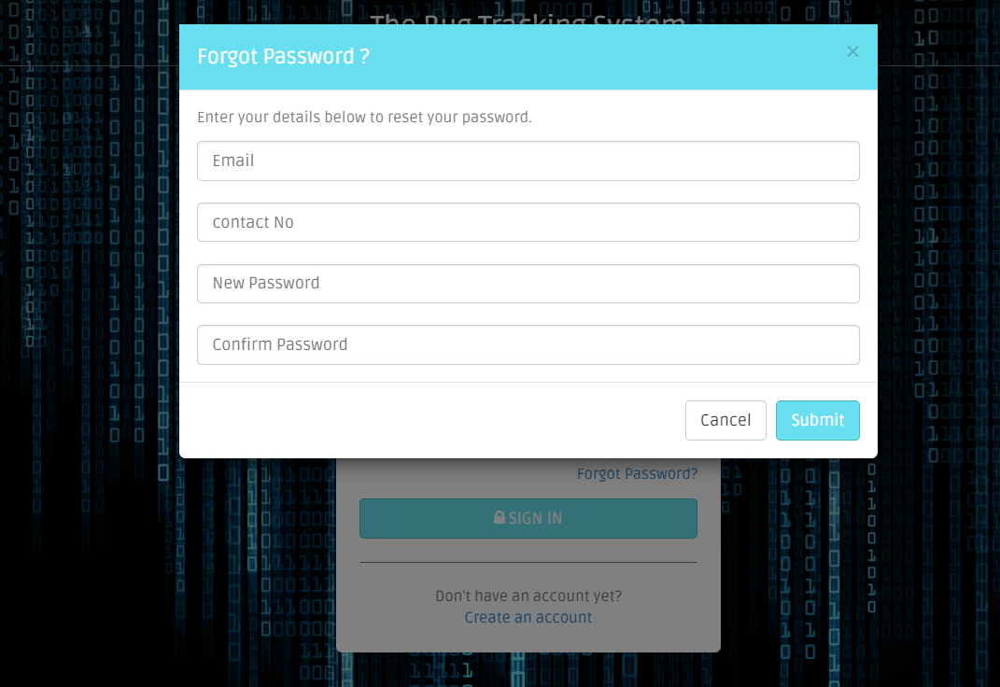 The Bug Tracking System
Forgot Password ?
×
Enter your details below to reset your password.
Email
contact No
New Password
Confirm Password
Cancel
Submit
Forgot Password?
SIGN IN
Don't have an account yet?
Create an account